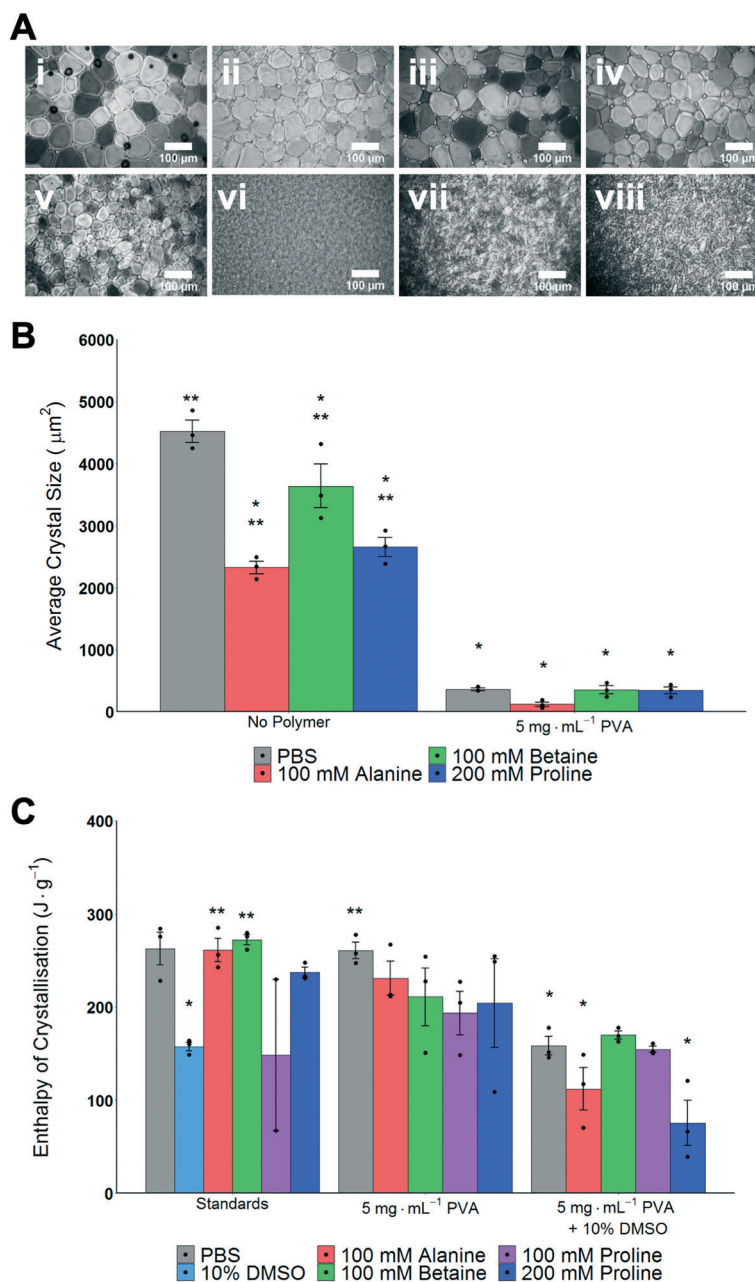 A
i
ii
iii
iv
100 µm
100 µm
100 µm
100 µm
v
vi
vii
viii
100 µm
100 µm
100 µm
100 µm
B
Average Crystal Size ( µm²)
6000
5000
4000
3000
2000
1000
0
**
*
**
*
**
*
**
*
*
*
*
No Polymer
5 mg · mL⁻¹ PVA
PBS
100 mM Betaine
100 mM Alanine
200 mM Proline
C
Enthalpy of Crystallisation (J · g⁻¹)
400
300
200
100
0
*
**
**
**
*
*
*
Standards
5 mg · mL⁻¹ PVA
5 mg · mL⁻¹ PVA
+ 10% DMSO
PBS
100 mM Alanine
100 mM Proline
10% DMSO
100 mM Betaine
200 mM Proline